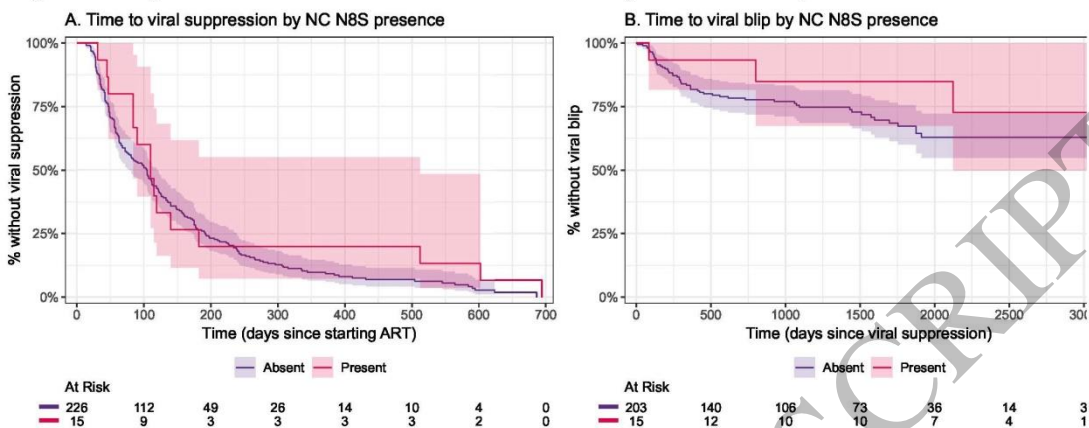 A. Time to viral suppression by NC N8S presence
100%
75%
50%
25%
0%
% without viral suppression
0 100 200 300 400 500 600 700
Time (days since starting ART)
Absent Present
At Risk
226 112 49 26 14 10 4 0
15 9 3 3 3 3 2 0
B. Time to viral blip by NC N8S presence
100%
75%
50%
25%
0%
% without viral blip
0 500 1000 1500 2000 2500 300
Time (days since viral suppression)
Absent Present
At Risk
203 140 106 73 36 14 3
15 12 10 10 7 4 1
SCRIPT